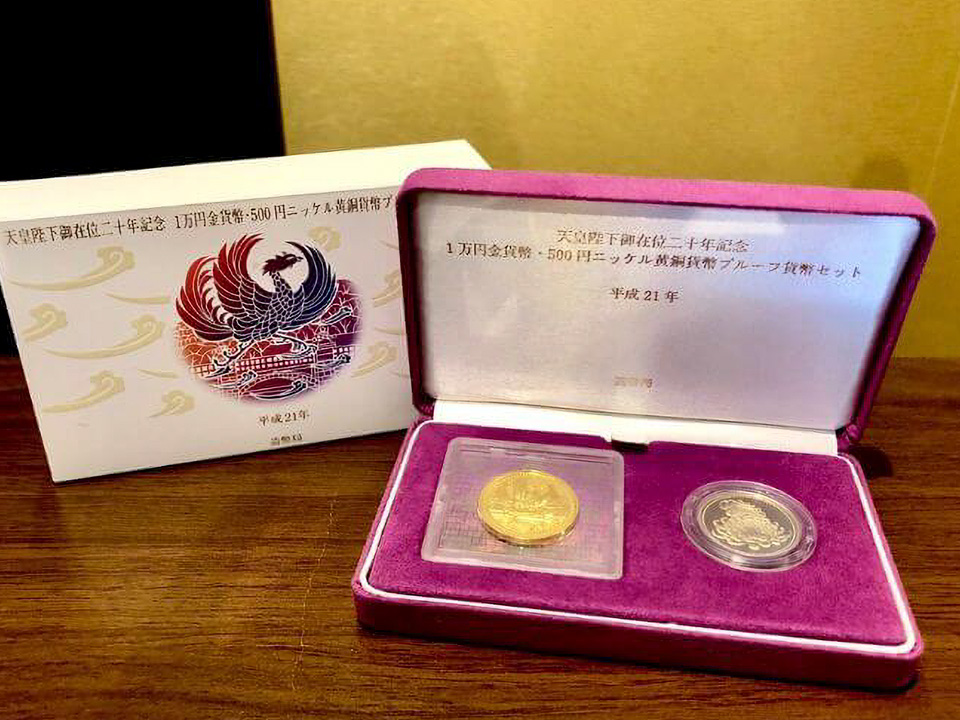 天皇陛下御在位二十年記念 1万円金貨幣・500円ニッケル黄銅貨幣プ
平成21年
造幣局
天皇陛下御在位二十年記念
1万円金貨幣・500円ニッケル黄銅貨幣プルーフ貨幣セット
平成21年
造幣局